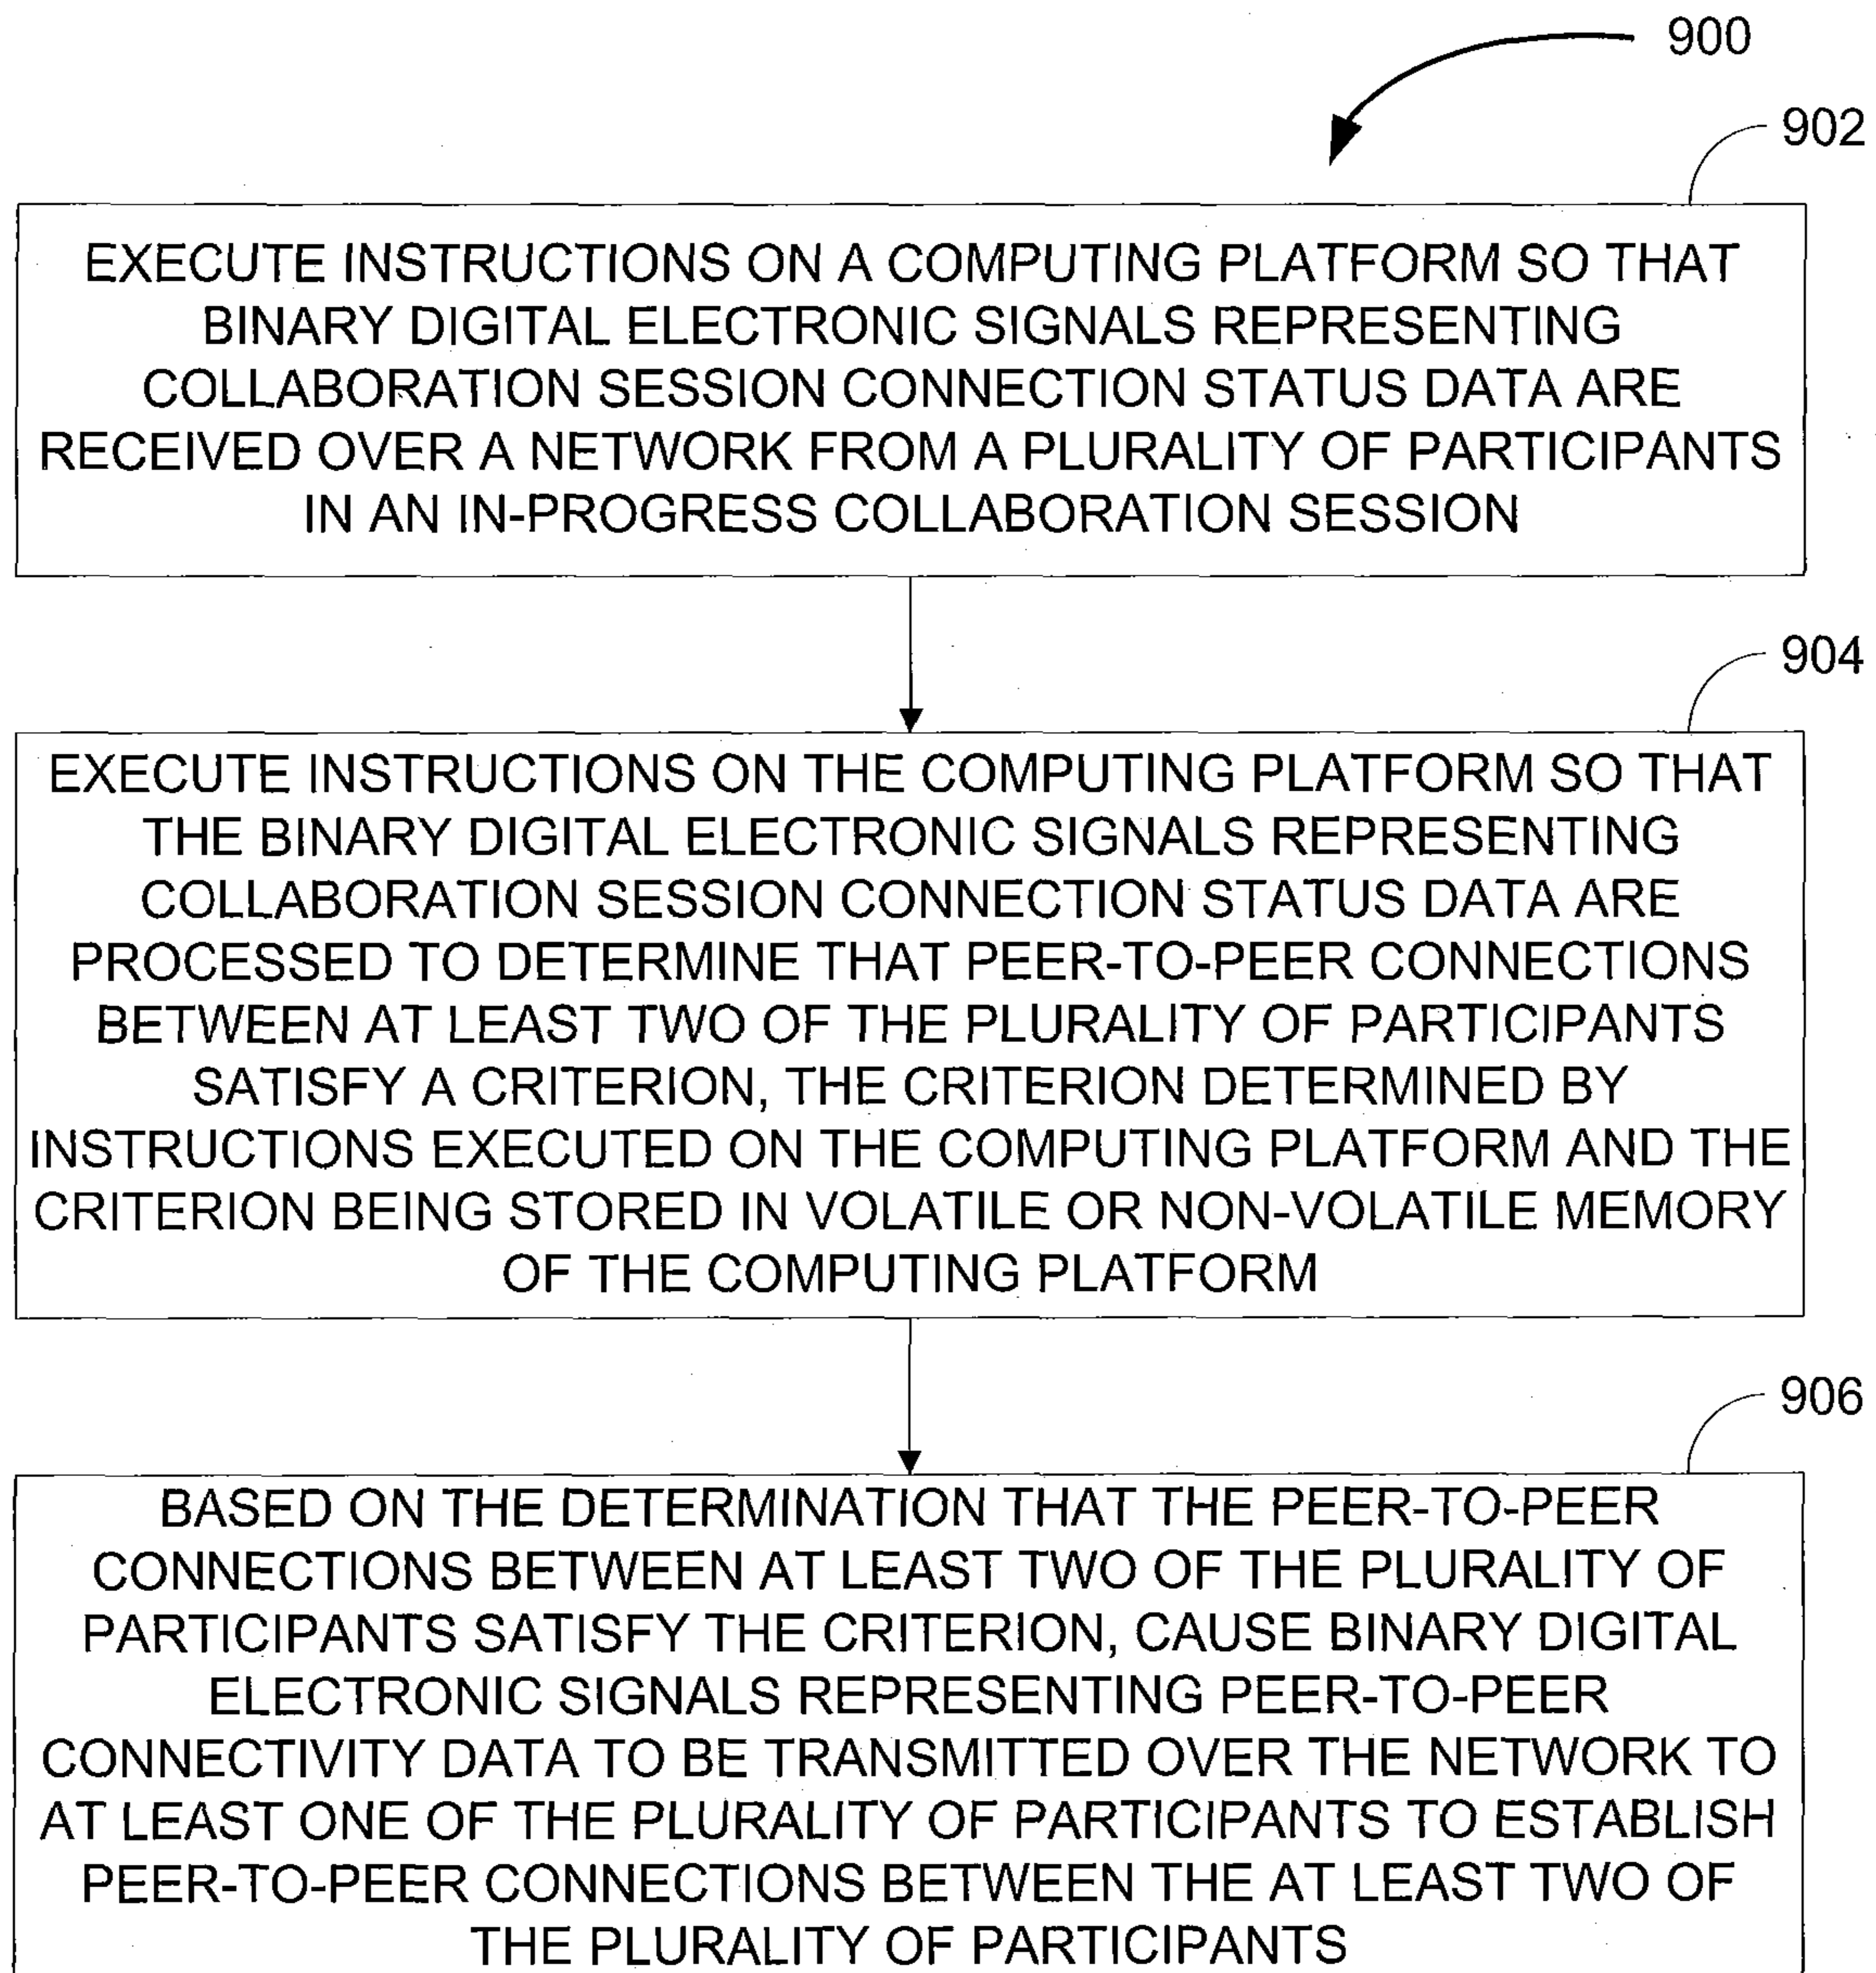 900
902
EXECUTE INSTRUCTIONS ON A COMPUTING PLATFORM SO THAT
BINARY DIGITAL ELECTRONIC SIGNALS REPRESENTING
COLLABORATION SESSION CONNECTION STATUS DATA ARE
RECEIVED OVER A NETWORK FROM A PLURALITY OF PARTICIPANTS
IN AN IN-PROGRESS COLLABORATION SESSION
904
EXECUTE INSTRUCTIONS ON THE COMPUTING PLATFORM SO THAT
THE BINARY DIGITAL ELECTRONIC SIGNALS REPRESENTING
COLLABORATION SESSION CONNECTION STATUS DATA ARE
PROCESSED TO DETERMINE THAT PEER-TO-PEER CONNECTIONS
BETWEEN AT LEAST TWO OF THE PLURALITY OF PARTICIPANTS
SATISFY A CRITERION, THE CRITERION DETERMINED BY
INSTRUCTIONS EXECUTED ON THE COMPUTING PLATFORM AND THE
CRITERION BEING STORED IN VOLATILE OR NON-VOLATILE MEMORY
OF THE COMPUTING PLATFORM
906
BASED ON THE DETERMINATION THAT THE PEER-TO-PEER
CONNECTIONS BETWEEN AT LEAST TWO OF THE PLURALITY OF
PARTICIPANTS SATISFY THE CRITERION, CAUSE BINARY DIGITAL
ELECTRONIC SIGNALS REPRESENTING PEER-TO-PEER
CONNECTIVITY DATA TO BE TRANSMITTED OVER THE NETWORK TO
AT LEAST ONE OF THE PLURALITY OF PARTICIPANTS TO ESTABLISH
PEER-TO-PEER CONNECTIONS BETWEEN THE AT LEAST TWO OF
THE PLURALITY OF PARTICIPANTS